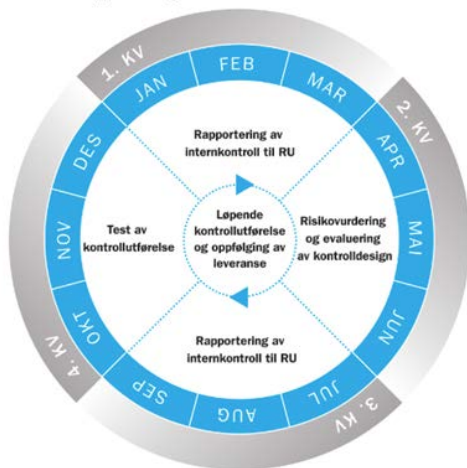 1. KV
JAN
FEB
MAR
2. KV
APR
MAI
JUN
3. KV
JUL
AUG
SEP
4. KV
OKT
NOV
DES
Rapportering av
internkontroll til RU
Test av
kontrollutførelse
Løpende
kontrollutførelse
og oppfølging av
leveranse
Risikovurdering
og evaluering
av kontrolldesign
Rapportering av
internkontroll til RU